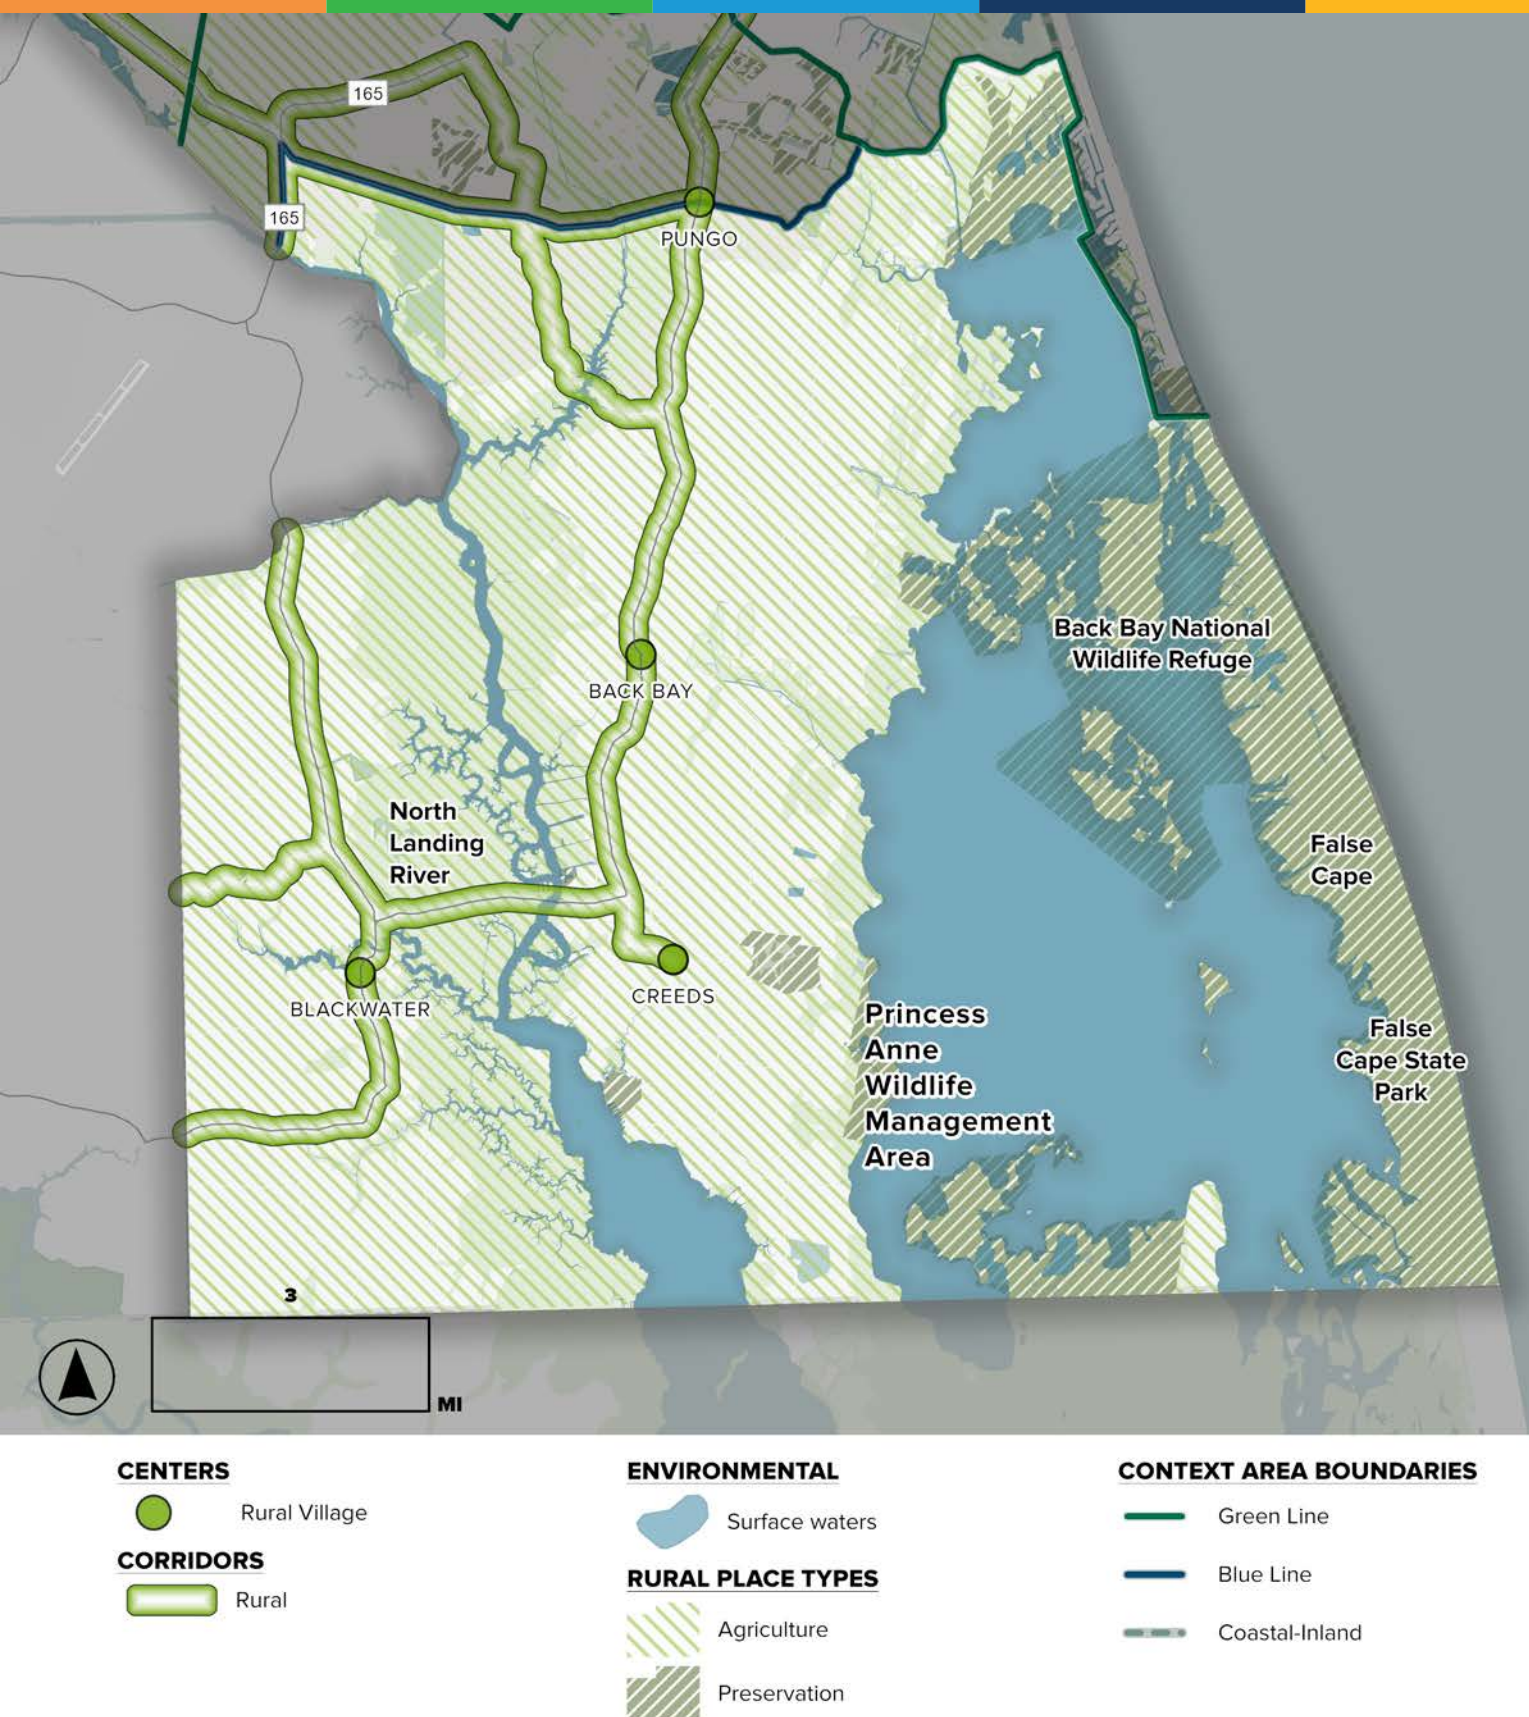 165
165
PUNGO
Back Bay National
Wildlife Refuge
BACK BAY
North
Landing
River
False
Cape
BLACKWATER
CREEDS
Princess
Anne
Wildlife
Management
Area
False
Cape State
Park
3
MI
CENTERS
Rural Village
CORRIDORS
Rural
ENVIRONMENTAL
Surface waters
RURAL PLACE TYPES
Agriculture
Preservation
CONTEXT AREA BOUNDARIES
Green Line
Blue Line
Coastal-Inland